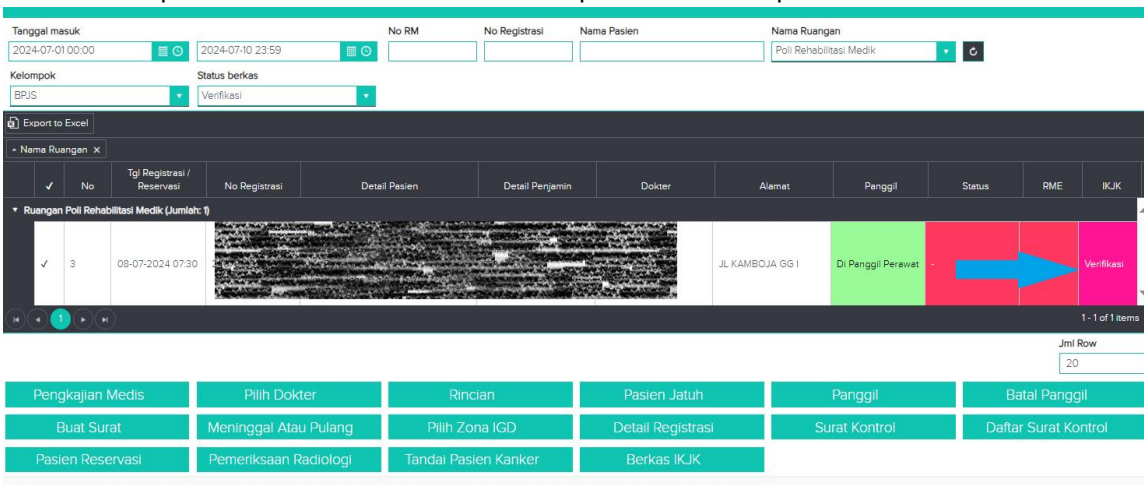 Tanggal masuk No RM No Registrasi Nama Pasien Nama Ruangan
2024-07-01 00:00 2024-07-10 23:59 Poli Rehabilitasi Medik
Kelompok Status berkas
BPJS Verifikasi
Export to Excel
Nama Ruangan
Tgl Registrasi /
No No Registrasi Detail Pasien Detail Penjamin Dokter Alamat Panggil Status RME IKJK
Reservasi
Ruangan Poli Rehabilitasi Medik (Jumlah: 1)
3 08-07-2024 07:30 JL KAMBOJA GG I Di Panggil Perawat - Verifikasi
1 1 - 1 of 1 items
Jml Row
20
Pengkajian Medis Pilih Dokter Rincian Pasien Jatuh Panggil Batal Panggil
Buat Surat Meninggal Atau Pulang Pilih Zona IGD Detail Registrasi Surat Kontrol Daftar Surat Kontrol
Pasien Reservasi Pemeriksaan Radiologi Tandai Pasien Kanker Berkas IKJK